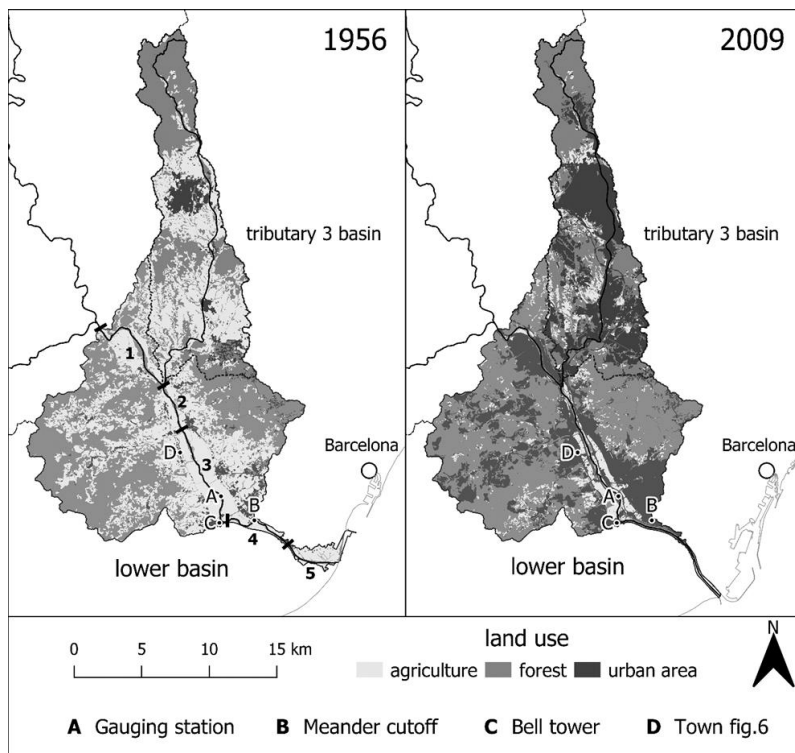 1956
tributary 3 basin
1
2
D
3
A
B
C
4
5
Barcelona
lower basin
2009
tributary 3 basin
D
A
B
C
Barcelona
lower basin
0 5 10 15 km
land use
agriculture forest urban area
N
A Gauging station B Meander cutoff C Bell tower D Town fig.6